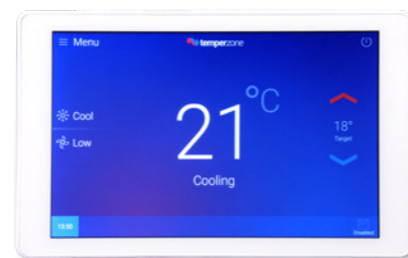 Menu
temperzone
°C
Cool
21
18°
Target
Low
Cooling
13:50
Disabled